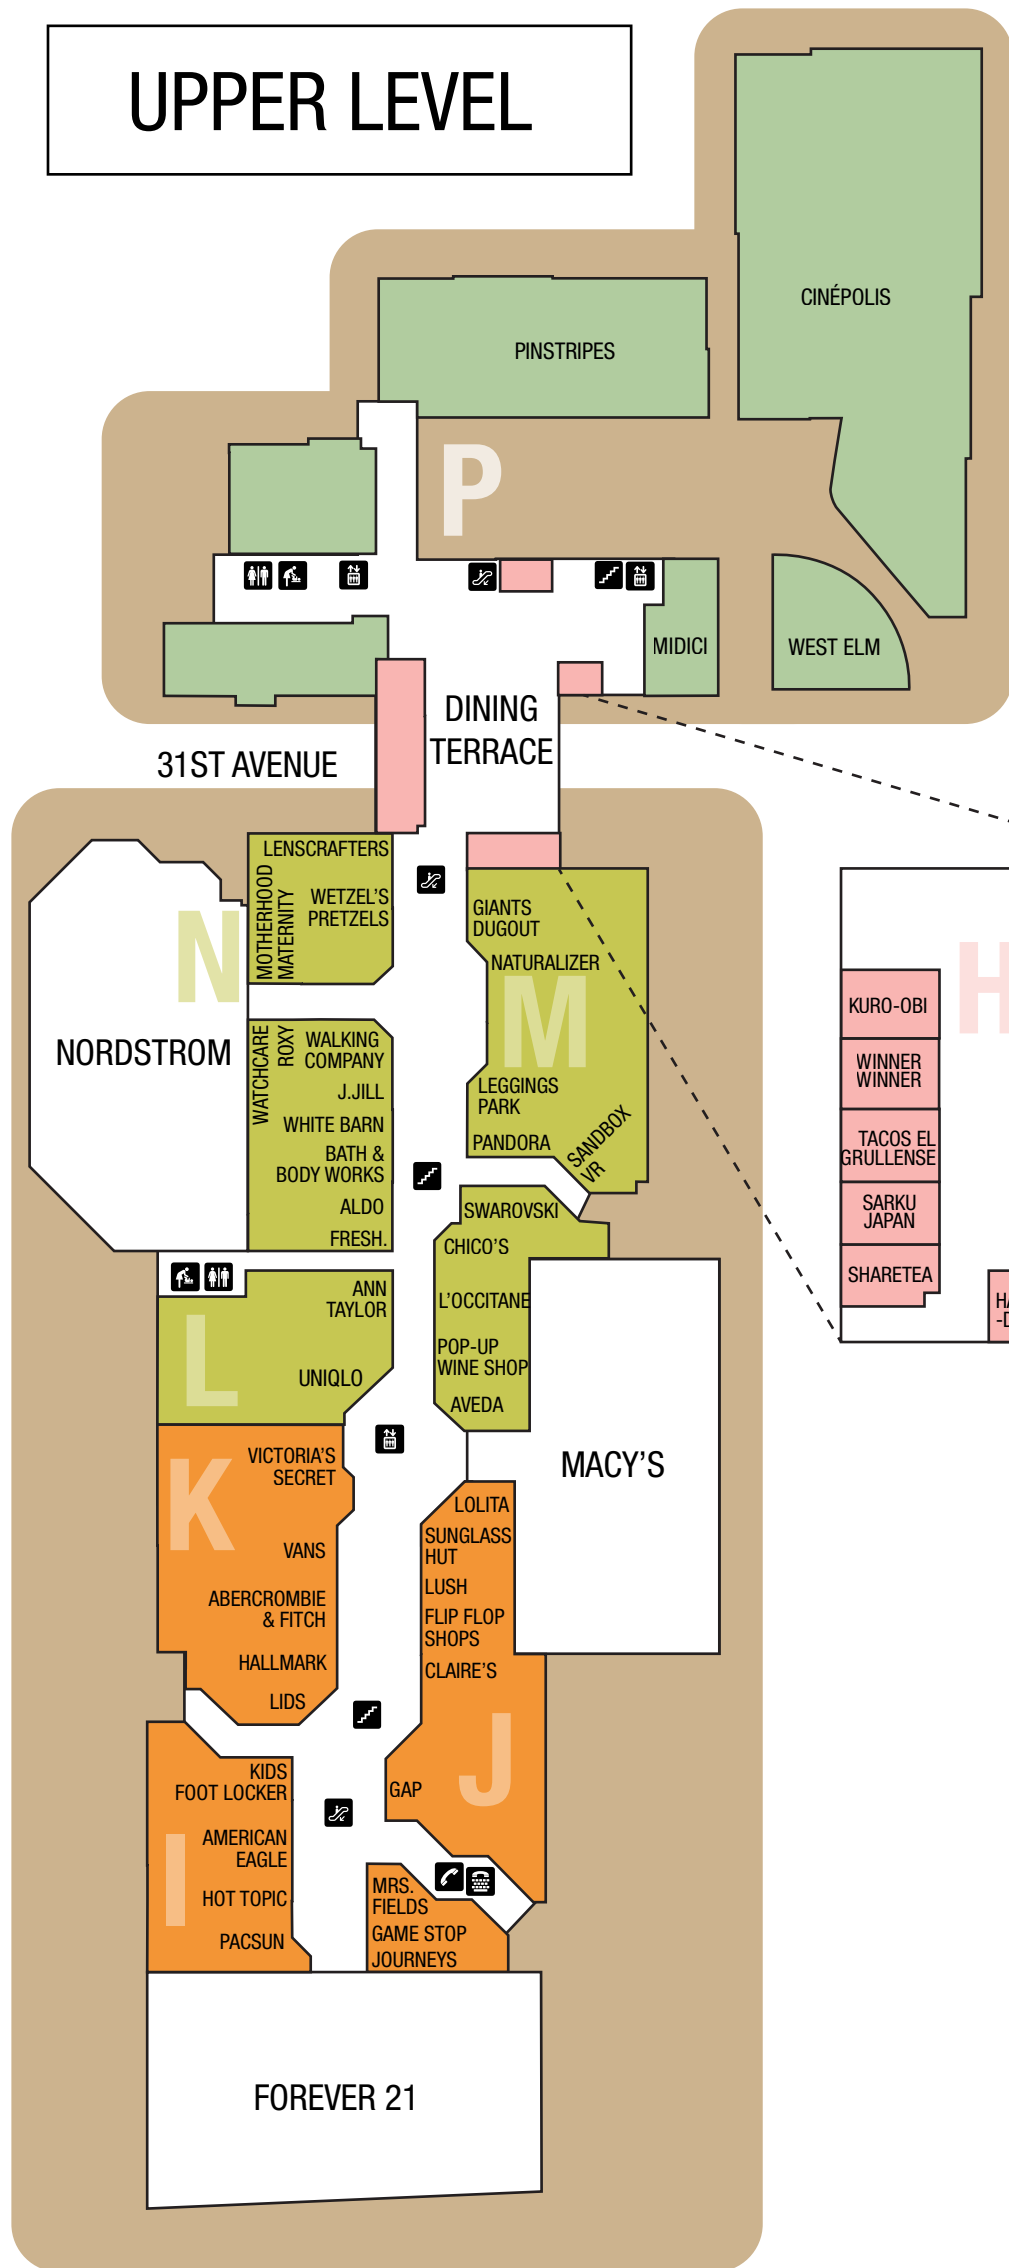 UPPER LEVEL
CINÉPOLIS
PINSTRIPES
P
MIDICI
WEST ELM
DINING
TERRACE
31ST AVENUE
LENSCRAFTERS
MOTHERHOOD
MATERNITY
WETZEL'S
PRETZELS
N
NORDSTROM
GIANTS
DUGOUT
NATURALIZER
M
LEGGINGS
PARK
PANDORA
SANDBOX
VR
WATCHCARE
ROXY
WALKING
COMPANY
J.JILL
WHITE BARN
BATH &
BODY WORKS
ALDO
FRESH.
H
KURO-OBI
WINNER
WINNER
TACOS EL
GRULLENSE
SARKU
JAPAN
SHARETEA
SWAROVSKI
CHICO'S
L'OCCITANE
POP-UP
WINE SHOP
AVEDA
ANN
TAYLOR
L
UNIQLO
MACY'S
K
VICTORIA'S
SECRET
VANS
ABERCROMBIE
& FITCH
HALLMARK
LIDS
LOLITA
SUNGLASS
HUT
LUSH
FLIP FLOP
SHOPS
CLAIRE'S
J
GAP
KIDS
FOOT LOCKER
AMERICAN
EAGLE
I
HOT TOPIC
PACSUN
MRS.
FIELDS
GAME STOP
JOURNEYS
FOREVER 21